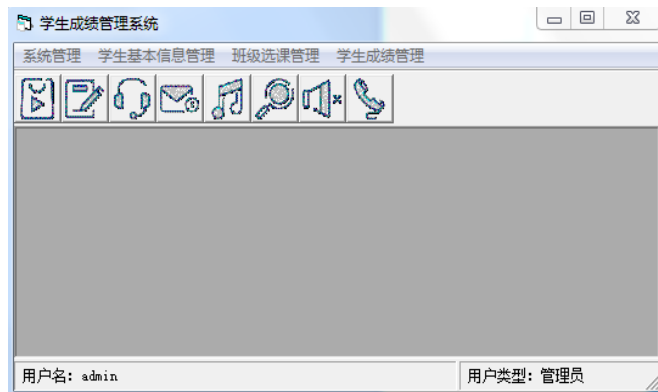 学生成绩管理系统
系统管理 学生基本信息管理 班级选课管理 学生成绩管理
用户名: admin 用户类型: 管理员